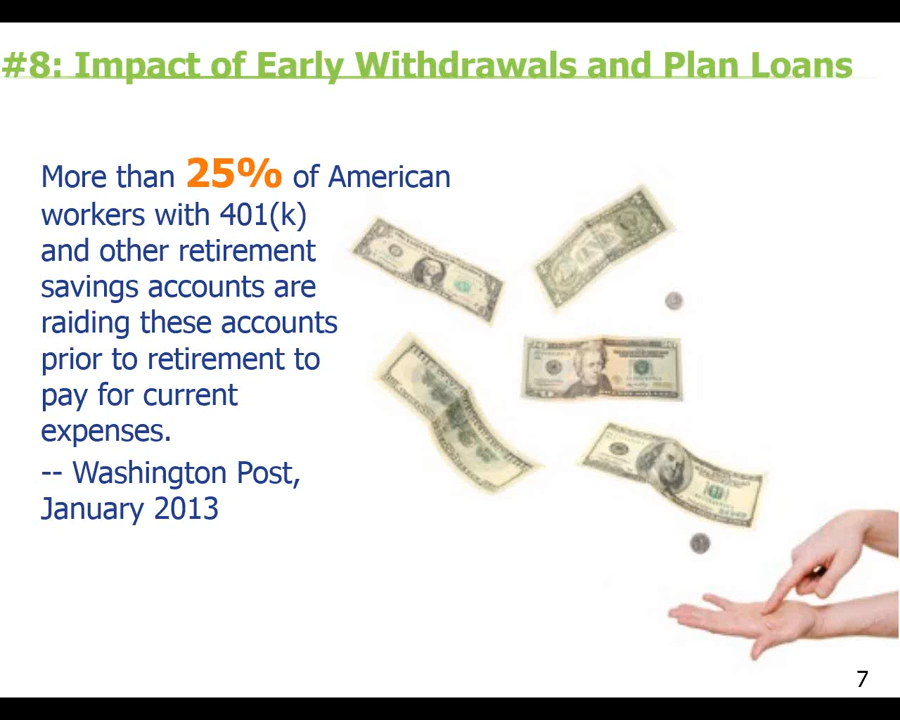 #8: Impact of Early Withdrawals and Plan Loans
More than 25% of American
workers with 401(k)
and other retirement
savings accounts are
raiding these accounts
prior to retirement to
pay for current
expenses.
-- Washington Post,
January 2013
7